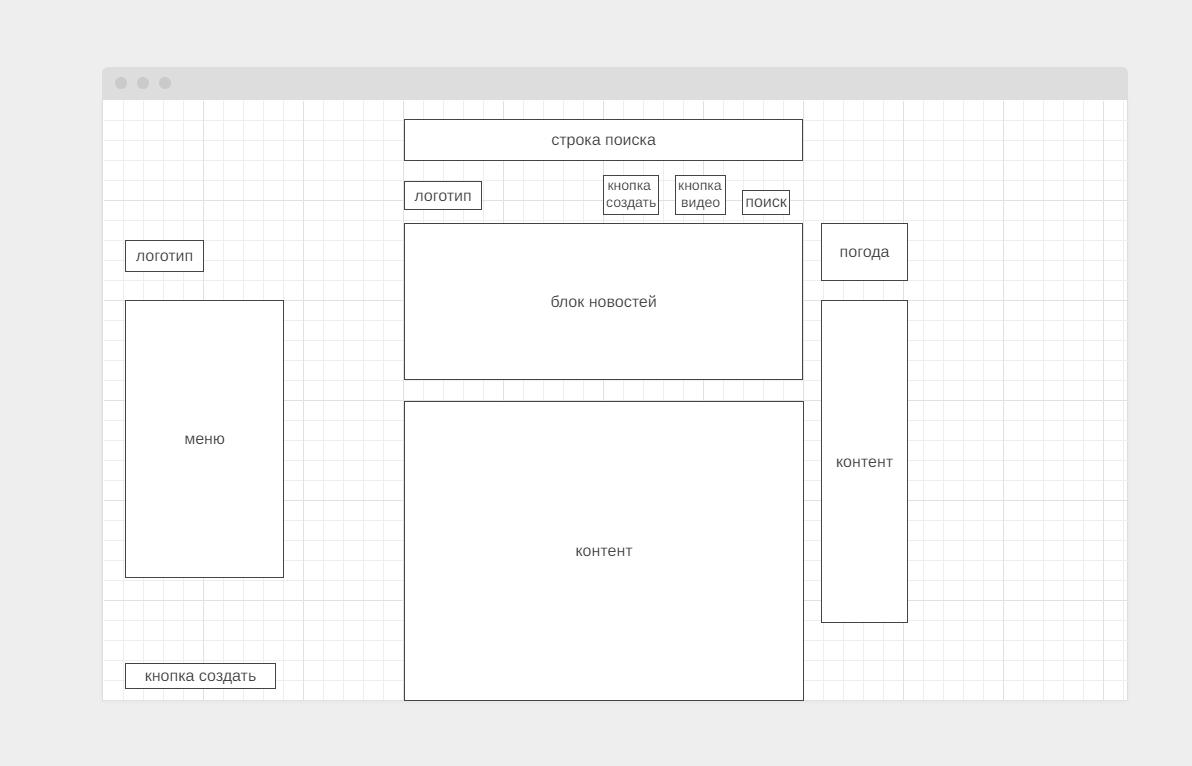 строка поиска
логотип
кнопка
создать
кнопка
видео
поиск
погода
логотип
блок новостей
меню
контент
контент
кнопка создать